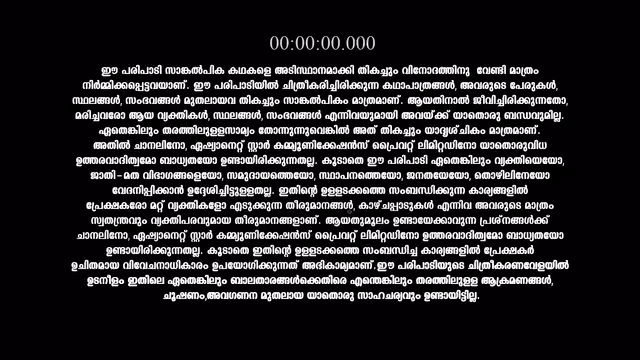 00:00:00.000
ഈ പരിപാടി സാങ്കൽപിക കഥകളെ അടിസ്ഥാനമാക്കി തികച്ചും വിനോദത്തിനു വേണ്ടി മാത്രം
നിർമ്മിക്കപ്പെട്ടവയാണ്. ഈ പരിപാടിയിൽ ചിത്രീകരിച്ചിരിക്കുന്ന കഥാപാത്രങ്ങൾ, അവരുടെ പേരുകൾ,
സ്ഥലങ്ങൾ, സംഭവങ്ങൾ മുതലായവ തികച്ചും സാങ്കൽപികം മാത്രമാണ്. ആയതിനാൽ ജീവിച്ചിരിക്കുന്നതോ,
മരിച്ചവരോ ആയ വ്യക്തികൾ, സ്ഥലങ്ങൾ, സംഭവങ്ങൾ എന്നിവയുമായി അവയ്ക്ക് യാതൊരു ബന്ധവുമില്ല.
ഏതെങ്കിലും തരത്തിലുളളസാമ്യം തോന്നുന്നുവെങ്കിൽ അത് തികച്ചും യാദൃശ്ചികം മാത്രമാണ്.
അതിൽ ചാനലിനോ, ഏഷ്യാനെറ്റ് സ്റ്റാർ കമ്മ്യൂണിക്കേഷൻസ് പ്രൈവറ്റ് ലിമിറ്റഡിനോ യാതൊരുവിധ
ഉത്തരവാദിത്വമോ ബാധ്യതയോ ഉണ്ടായിരിക്കുന്നതല്ല. കൂടാതെ ഈ പരിപാടി ഏതെങ്കിലും വ്യക്തിയെയോ,
ജാതി-മത വിഭാഗങ്ങളെയോ, സമുദായത്തെയോ, സ്ഥാപനത്തെയോ, ജനതയേയോ, തൊഴിലിനേയോ
വേദനിപ്പിക്കാൻ ഉദ്ദേശിച്ചിട്ടുളളതല്ല. ഇതിന്റെ ഉളളടക്കത്തെ സംബന്ധിക്കുന്ന കാര്യങ്ങളിൽ
പ്രേക്ഷകരോ മറ്റ് വ്യക്തികളോ എടുക്കുന്ന തീരുമാനങ്ങൾ, കാഴ്ചപ്പാടുകൾ എന്നിവ അവരുടെ മാത്രം
സ്വതന്ത്രവും വ്യക്തിപരവുമായ തീരുമാനങ്ങളാണ്. ആയതുമൂലം ഉണ്ടായേക്കാവുന്ന പ്രശ്നങ്ങൾക്ക്
ചാനലിനോ, ഏഷ്യാനെറ്റ് സ്റ്റാർ കമ്മ്യൂണിക്കേഷൻസ് പ്രൈവറ്റ് ലിമിറ്റഡിനോ ഉത്തരവാദിത്വമോ ബാധ്യതയോ
ഉണ്ടായിരിക്കുന്നതല്ല. കൂടാതെ ഇതിന്റെ ഉളളടക്കത്തെ സംബന്ധിച്ച കാര്യങ്ങളിൽ പ്രേക്ഷകർ
ഉചിതമായ വിവേചനാധികാരം ഉപയോഗിക്കുന്നത് അഭികാമ്യമാണ്.ഈ പരിപാടിയുടെ ചിത്രീകരണവേളയിൽ
ഉടനീളം ഇതിലെ ഏതെങ്കിലും ബാലതാരങ്ങൾക്കെതിരെ എന്തെങ്കിലും തരത്തിലുളള ആക്രമണങ്ങൾ,
ചൂഷണം,അവഗണന മുതലായ യാതൊരു സാഹചര്യവും ഉണ്ടായിട്ടില്ല.